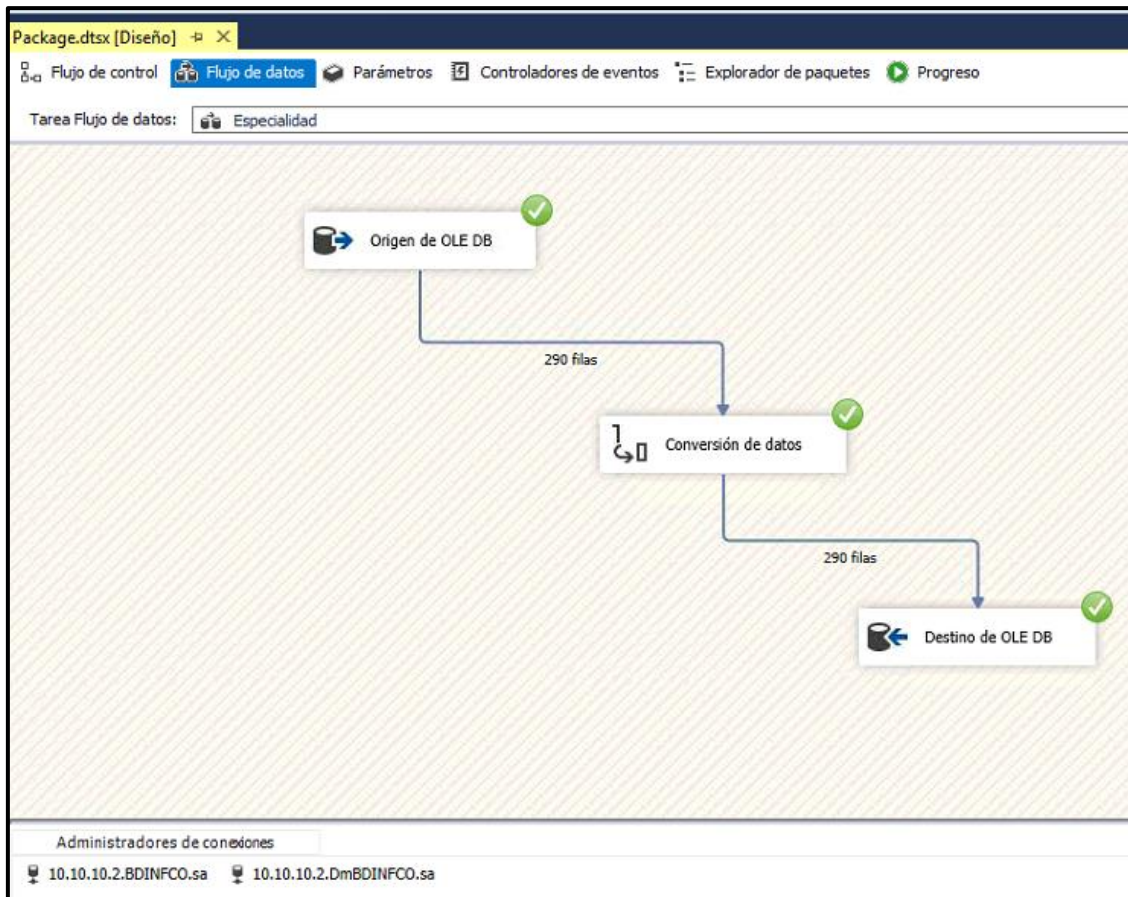 Package.dtsx [Diseño]
Flujo de control Flujo de datos Parámetros Controladores de eventos Explorador de paquetes Progreso
Tarea Flujo de datos: Especialidad
Origen de OLE DB
290 filas
Conversión de datos
290 filas
Destino de OLE DB
Administradores de conexiones
10.10.10.2.BDINFCO.sa 10.10.10.2.DmBDINFCO.sa